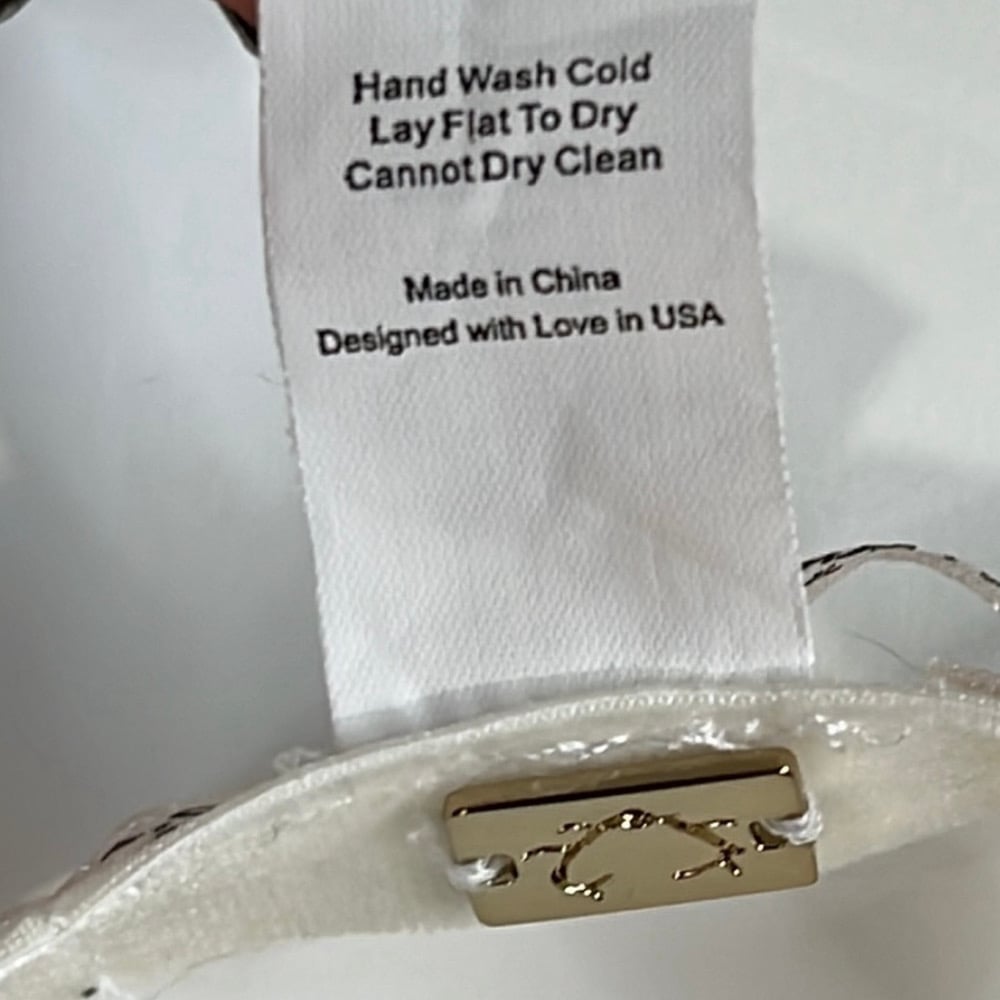 Hand Wash Cold
Lay Flat To Dry
Cannot Dry Clean
Made in China
Designed with Love in USA